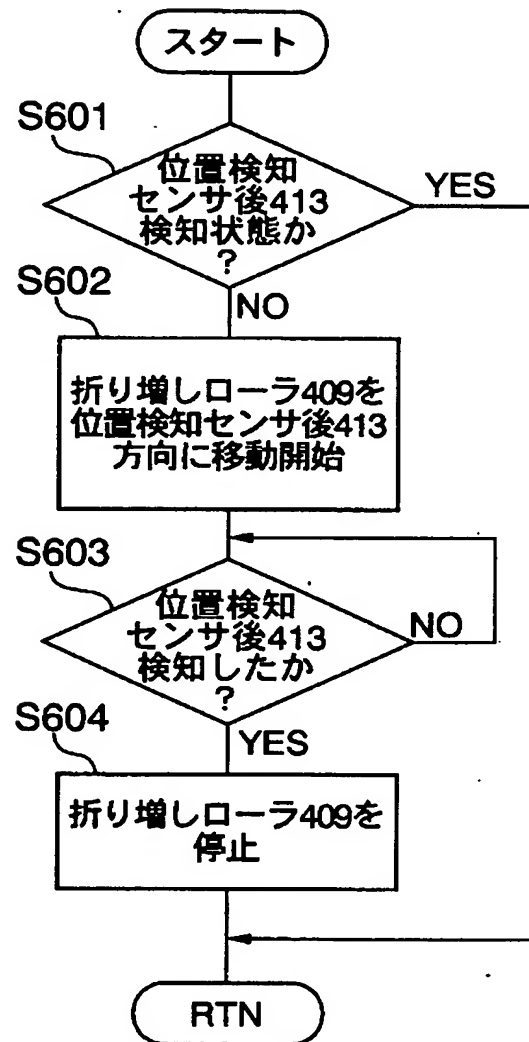 スタート
S601
位置検知
センサ後413
検知状態か
?
YES
NO
S602
折り増しローラ409を
位置検知センサ後413
方向に移動開始
S603
位置検知
センサ後413
検知したか
?
NO
YES
S604
折り増しローラ409を
停止
RTN